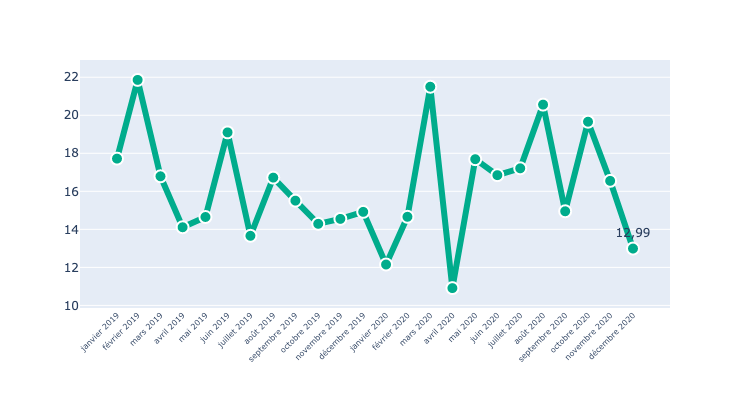 22
20
18
16
14
12
10
12,99
janvier 2019
février 2019
mars 2019
avril 2019
mai 2019
juin 2019
juillet 2019
août 2019
septembre 2019
octobre 2019
novembre 2019
décembre 2019
janvier 2020
février 2020
mars 2020
avril 2020
mai 2020
juin 2020
juillet 2020
août 2020
septembre 2020
octobre 2020
novembre 2020
décembre 2020